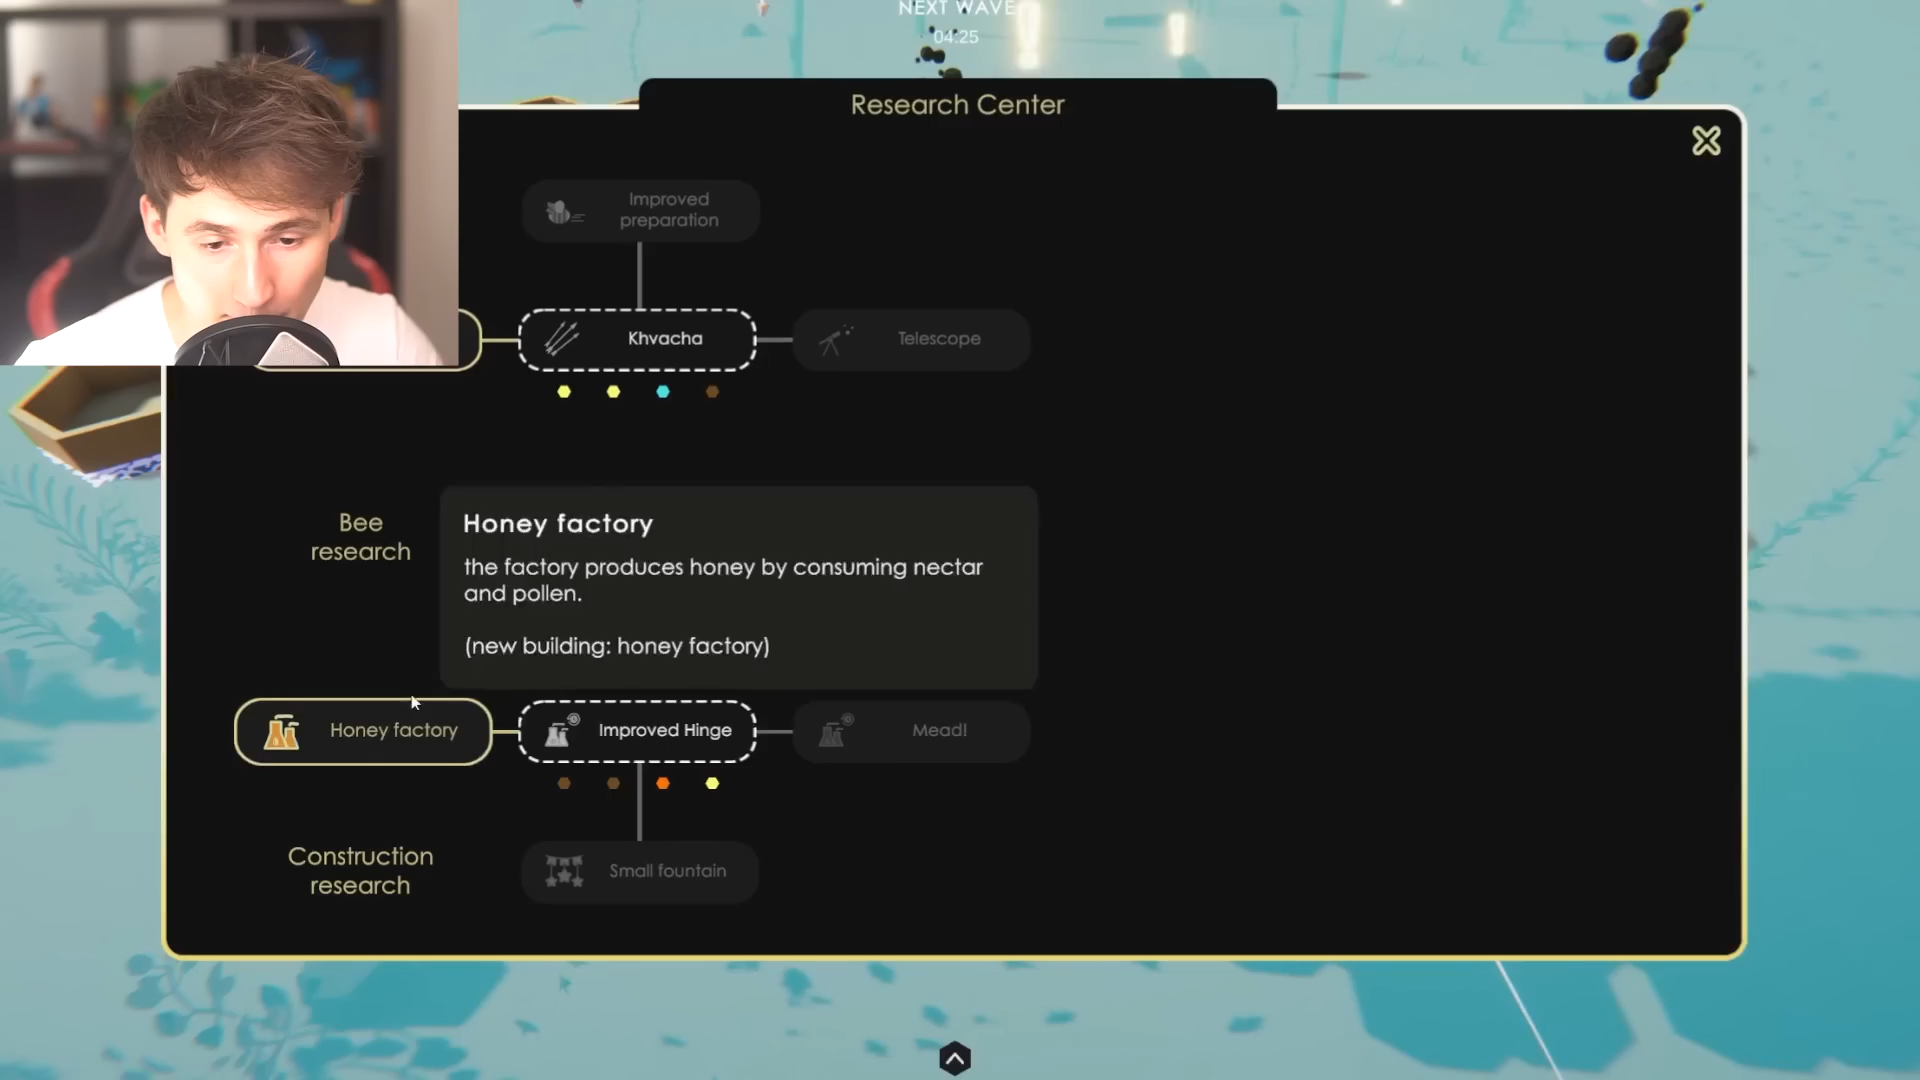 NEXT WAVE
04:25
Research Center
Improved
preparation
Khvacha
Telescope
Bee
research
Honey factory
the factory produces honey by consuming nectar
and pollen.
(new building: honey factory)
Honey factory
Improved Hinge
Mead!
Construction
research
Small fountain